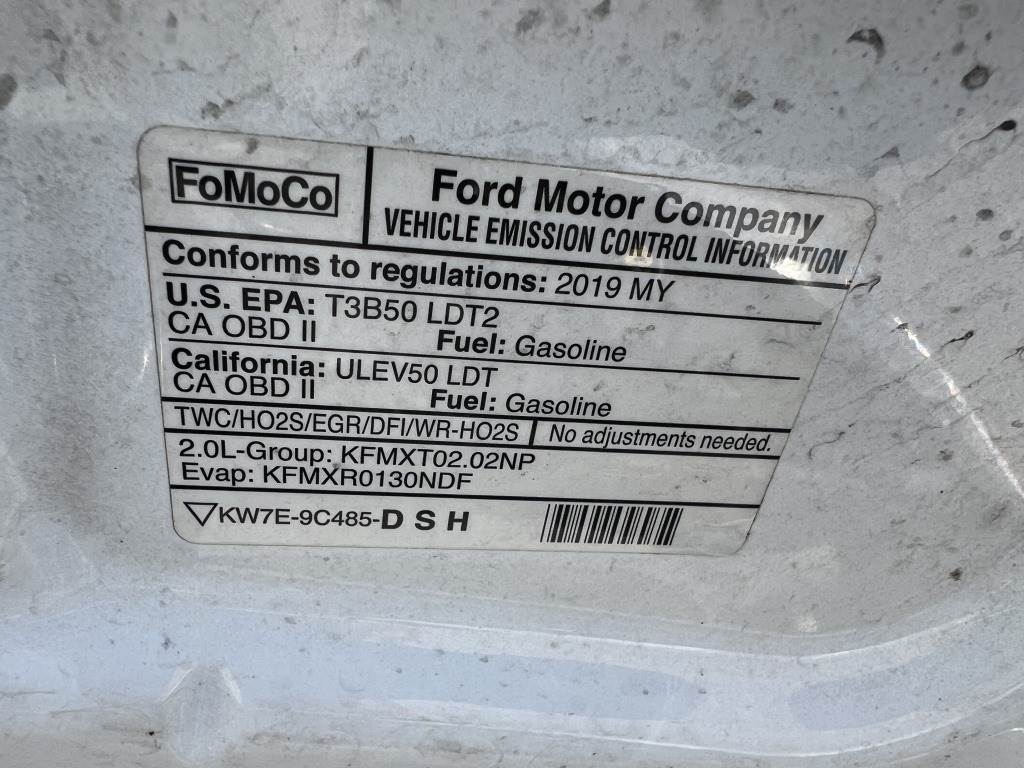 FoMoCo
Ford Motor Company
VEHICLE EMISSION CONTROL INFORMATION
Conforms to regulations: 2019 MY
U.S. EPA: T3B50 LDT2
CA OBD II Fuel: Gasoline
California: ULEV50 LDT
CA OBD II Fuel: Gasoline
TWC/HO2S/EGR/DFI/WR-HO2S No adjustments needed.
2.0L-Group: KFMXT02.02NP
Evap: KFMXR0130NDF
KW7E-9C485-D S H